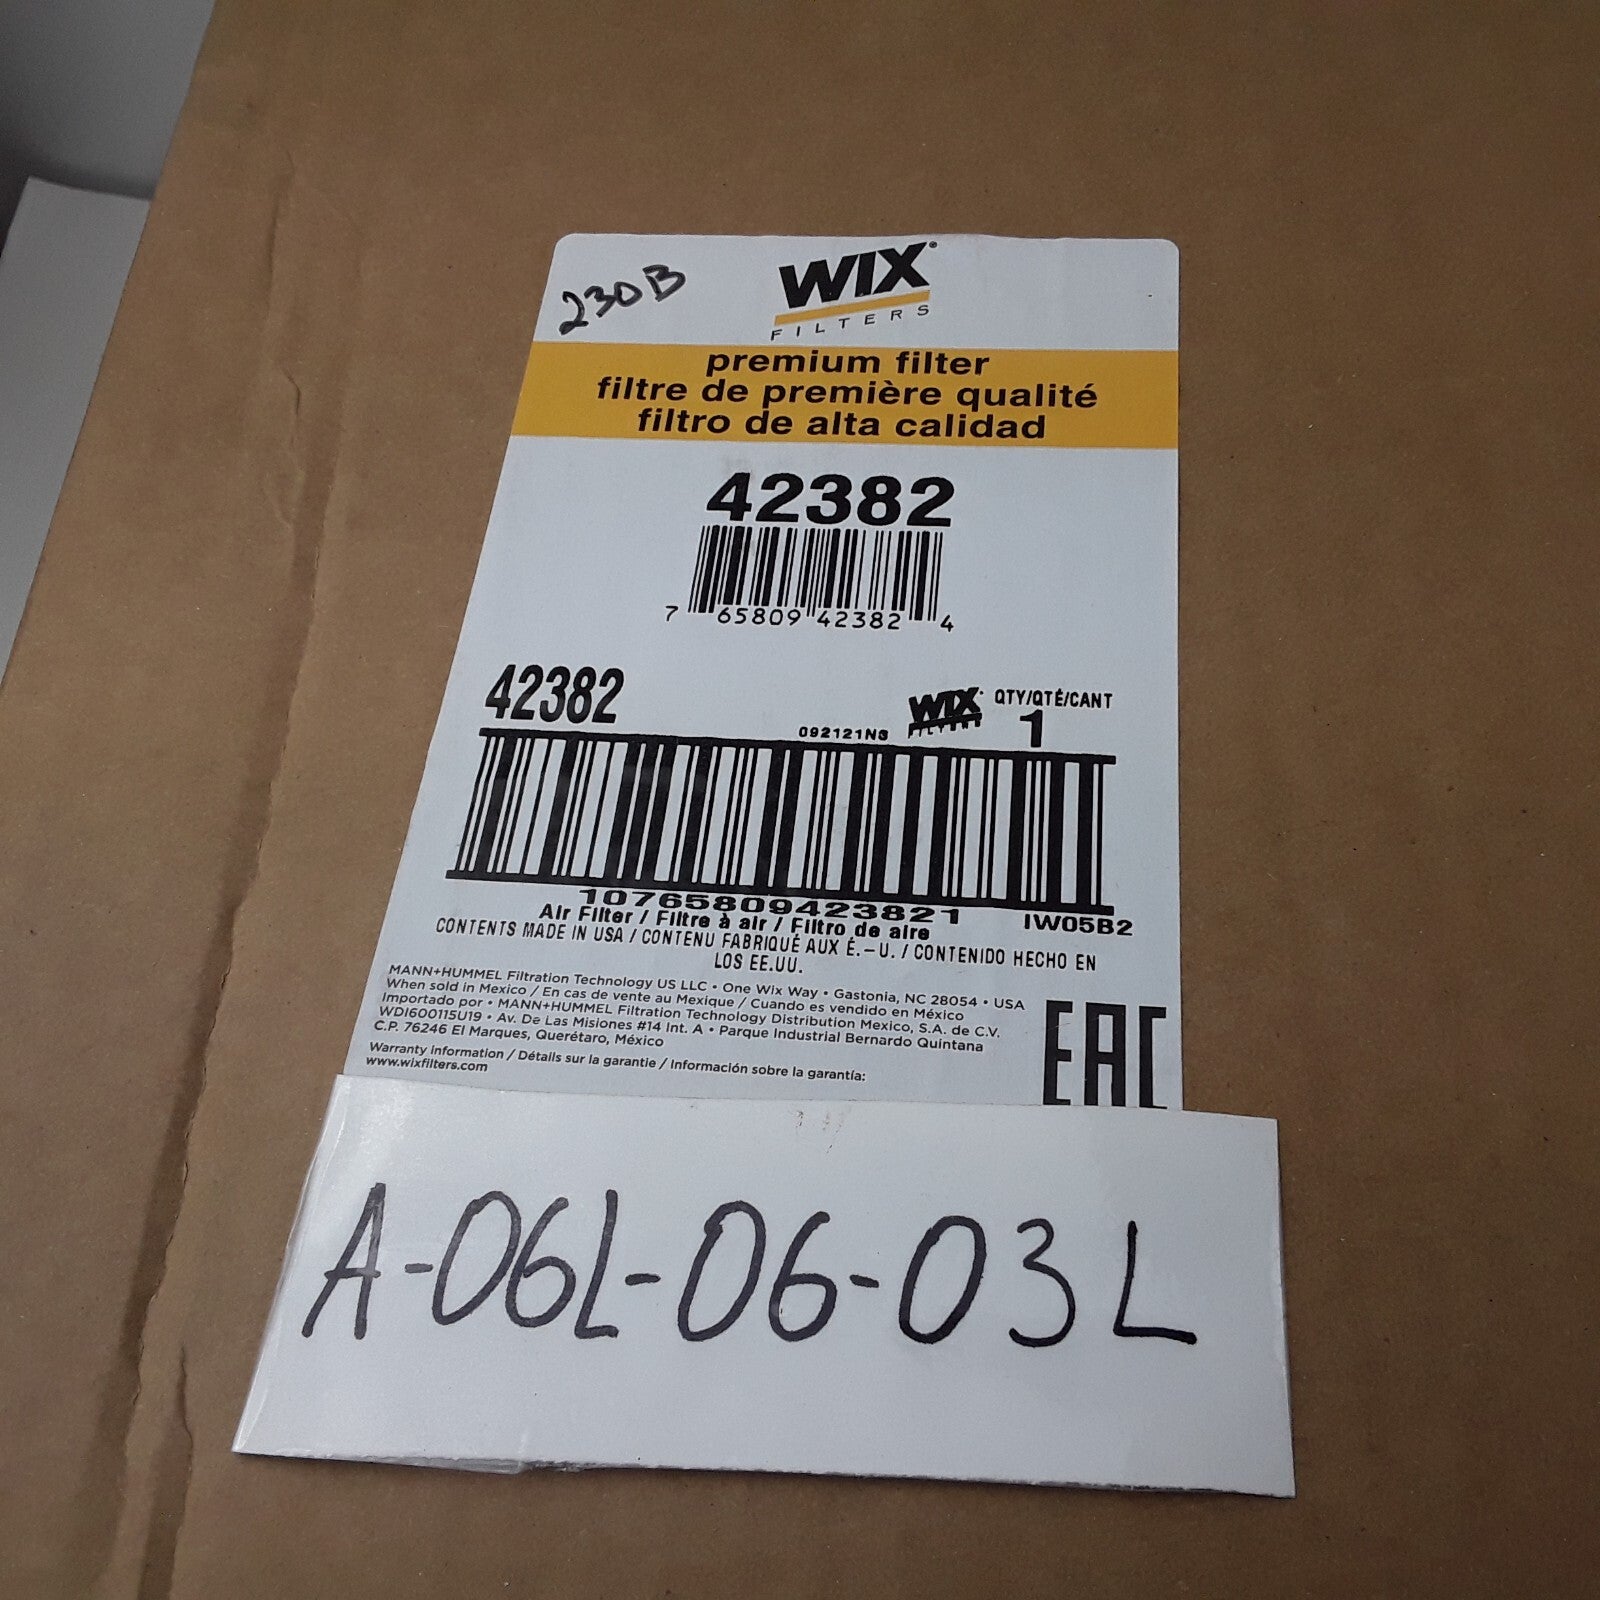 230B
WIX®
FILTERS
premium filter
filtre de première qualité
filtro de alta calidad
42382
7 65809 42382 4
42382
092121N3
WIX
FILTERS
QTY/QTÉ/CANT
1
10765809423821
IW05B2
Air Filter / Filtre à air / Filtro de aire
CONTENTS MADE IN USA / CONTENU FABRIQUÉ AUX É.-U. / CONTENIDO HECHO EN
LOS EE.UU.
MANN+HUMMEL Filtration Technology US LLC • One Wix Way • Gastonia, NC 28054 • USA
When sold in Mexico / En cas de vente au Mexique / Cuando es vendido en México
Importado por • MANN+HUMMEL Filtration Technology Distribution Mexico, S.A. de C.V.
WDI600115U19 • Av. De Las Misiones #14 Int. A • Parque Industrial Bernardo Quintana
C.P. 76246 El Marques, Querétaro, México
Warranty Information / Détails sur la garantie / Información sobre la garantía:
www.wixfilters.com
EAC
A-06L-06-03L